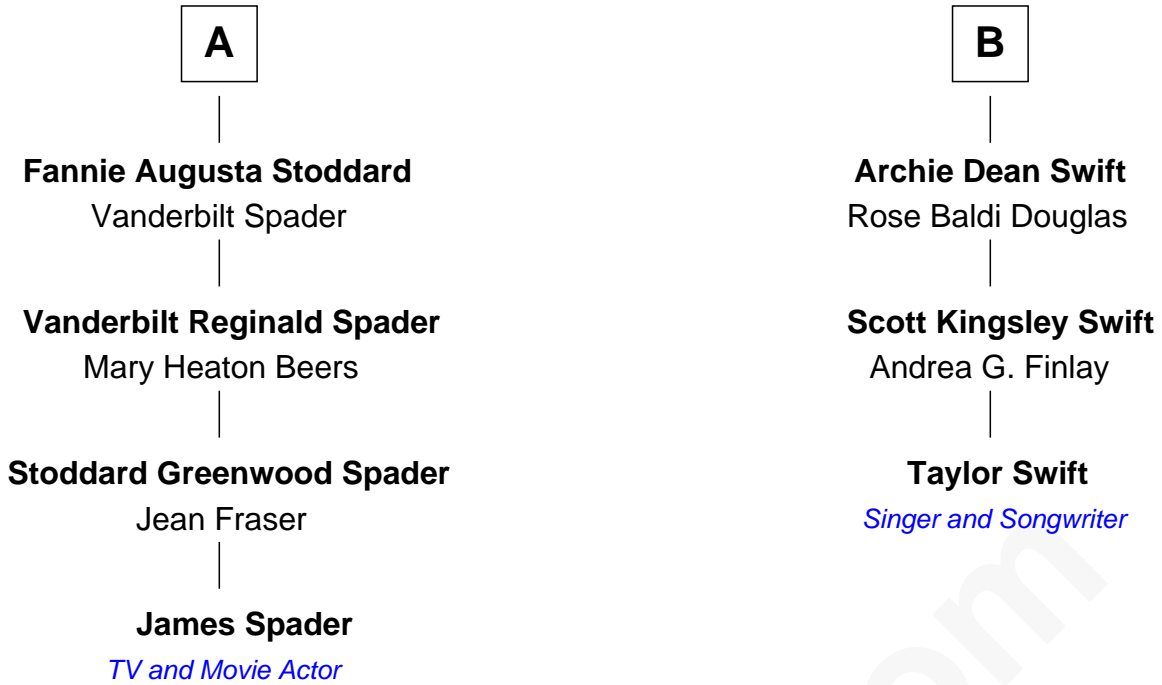 A
Fannie Augusta Stoddard
Vanderbilt Spader
Vanderbilt Reginald Spader
Mary Heaton Beers
Stoddard Greenwood Spader
Jean Fraser
James Spader
TV and Movie Actor
B
Archie Dean Swift
Rose Baldi Douglas
Scott Kingsley Swift
Andrea G. Finlay
Taylor Swift
Singer and Songwriter
om